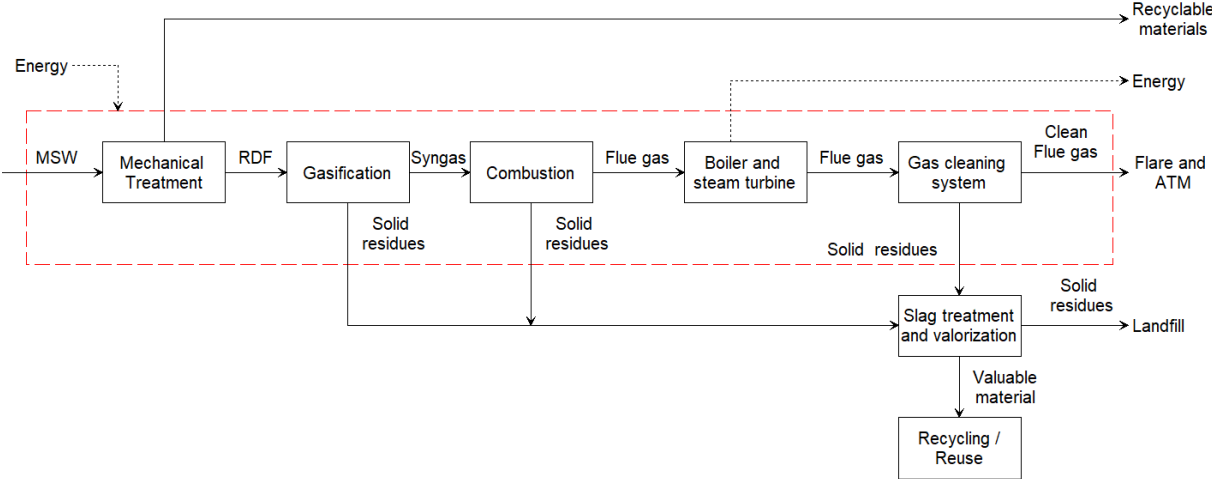 Recyclable
materials
Energy
Energy
MSW
Mechanical
Treatment
RDF
Gasification
Syngas
Combustion
Flue gas
Boiler and
steam turbine
Flue gas
Gas cleaning
system
Clean
Flue gas
Flare and
ATM
Solid
residues
Solid
residues
Solid residues
Slag treatment
and valorization
Solid
residues
Landfill
Valuable
material
Recycling /
Reuse